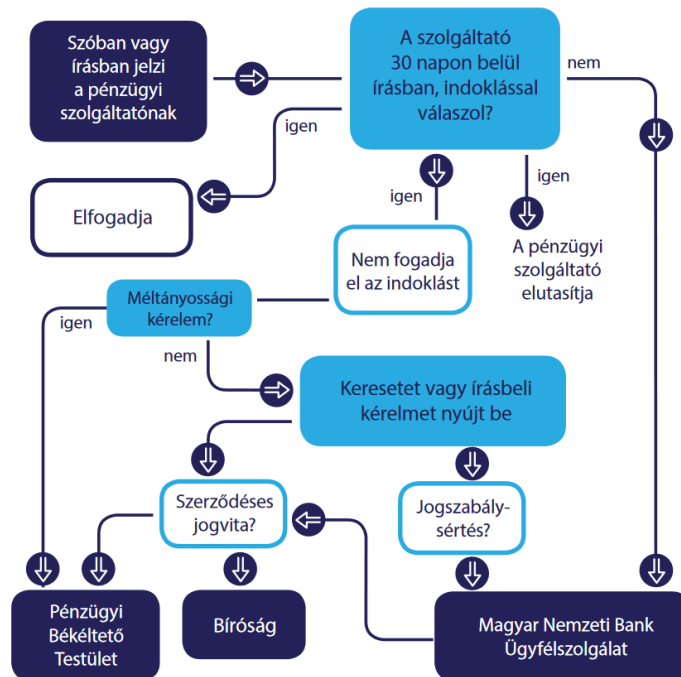 Szóban vagy
írásban jelzi
a pénzügyi
szolgáltatónak
A szolgáltató
30 napon belül
írásban, indoklással
válaszol?
nem
igen
Elfogadja
igen
igen
Nem fogadja
el az indoklást
A pénzügyi
szolgáltató
elutasítja
Méltányossági
kérelem?
igen
nem
Keresetet vagy írásbeli
kérelmet nyújt be
Szerződéses
jogvita?
Jogszabály-
sértés?
Pénzügyi
Békéltető
Testület
Bíróság
Magyar Nemzeti Bank
Ügyfélszolgálat